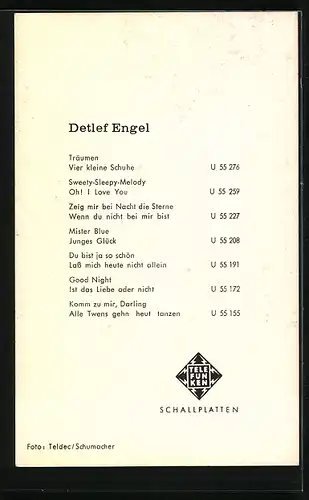 Detlef Engel
Träumen
Vier kleine Schuhe U 55 276
Sweety-Sleepy-Melody
Oh! I Love You U 55 259
Zeig mir bei Nacht die Sterne
Wenn du nicht bei mir bist U 55 227
Mister Blue
Junges Glück U 55 208
Du bist ja so schön
Laß mich heute nicht allein U 55 191
Good Night
Ist das Liebe oder nicht U 55 172
Komm zu mir, Darling
Alle Twens gehn heut tanzen U 55 155
TELE
FUN
KEN
SCHALLPLATTEN
Foto: Teldec/Schumacher